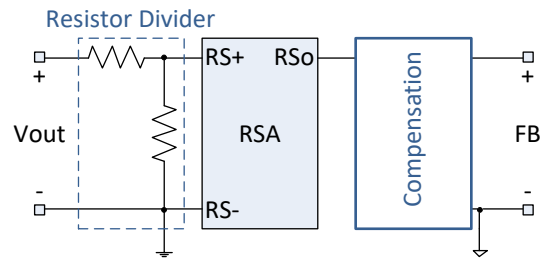 Resistor Divider
RS+
RSo
+
+
Vout
RSA
Compensation
FB
-
-
RS-